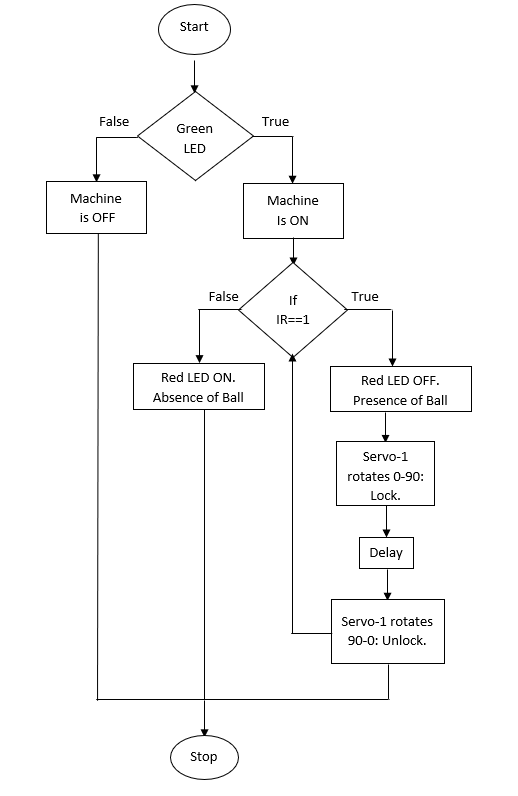 Start
False
True
Green
LED
Machine
is OFF
Machine
Is ON
False
True
If
IR==1
Red LED ON.
Absence of Ball
Red LED OFF.
Presence of Ball
Servo-1
rotates 0-90:
Lock.
Delay
Servo-1 rotates
90-0: Unlock.
Stop